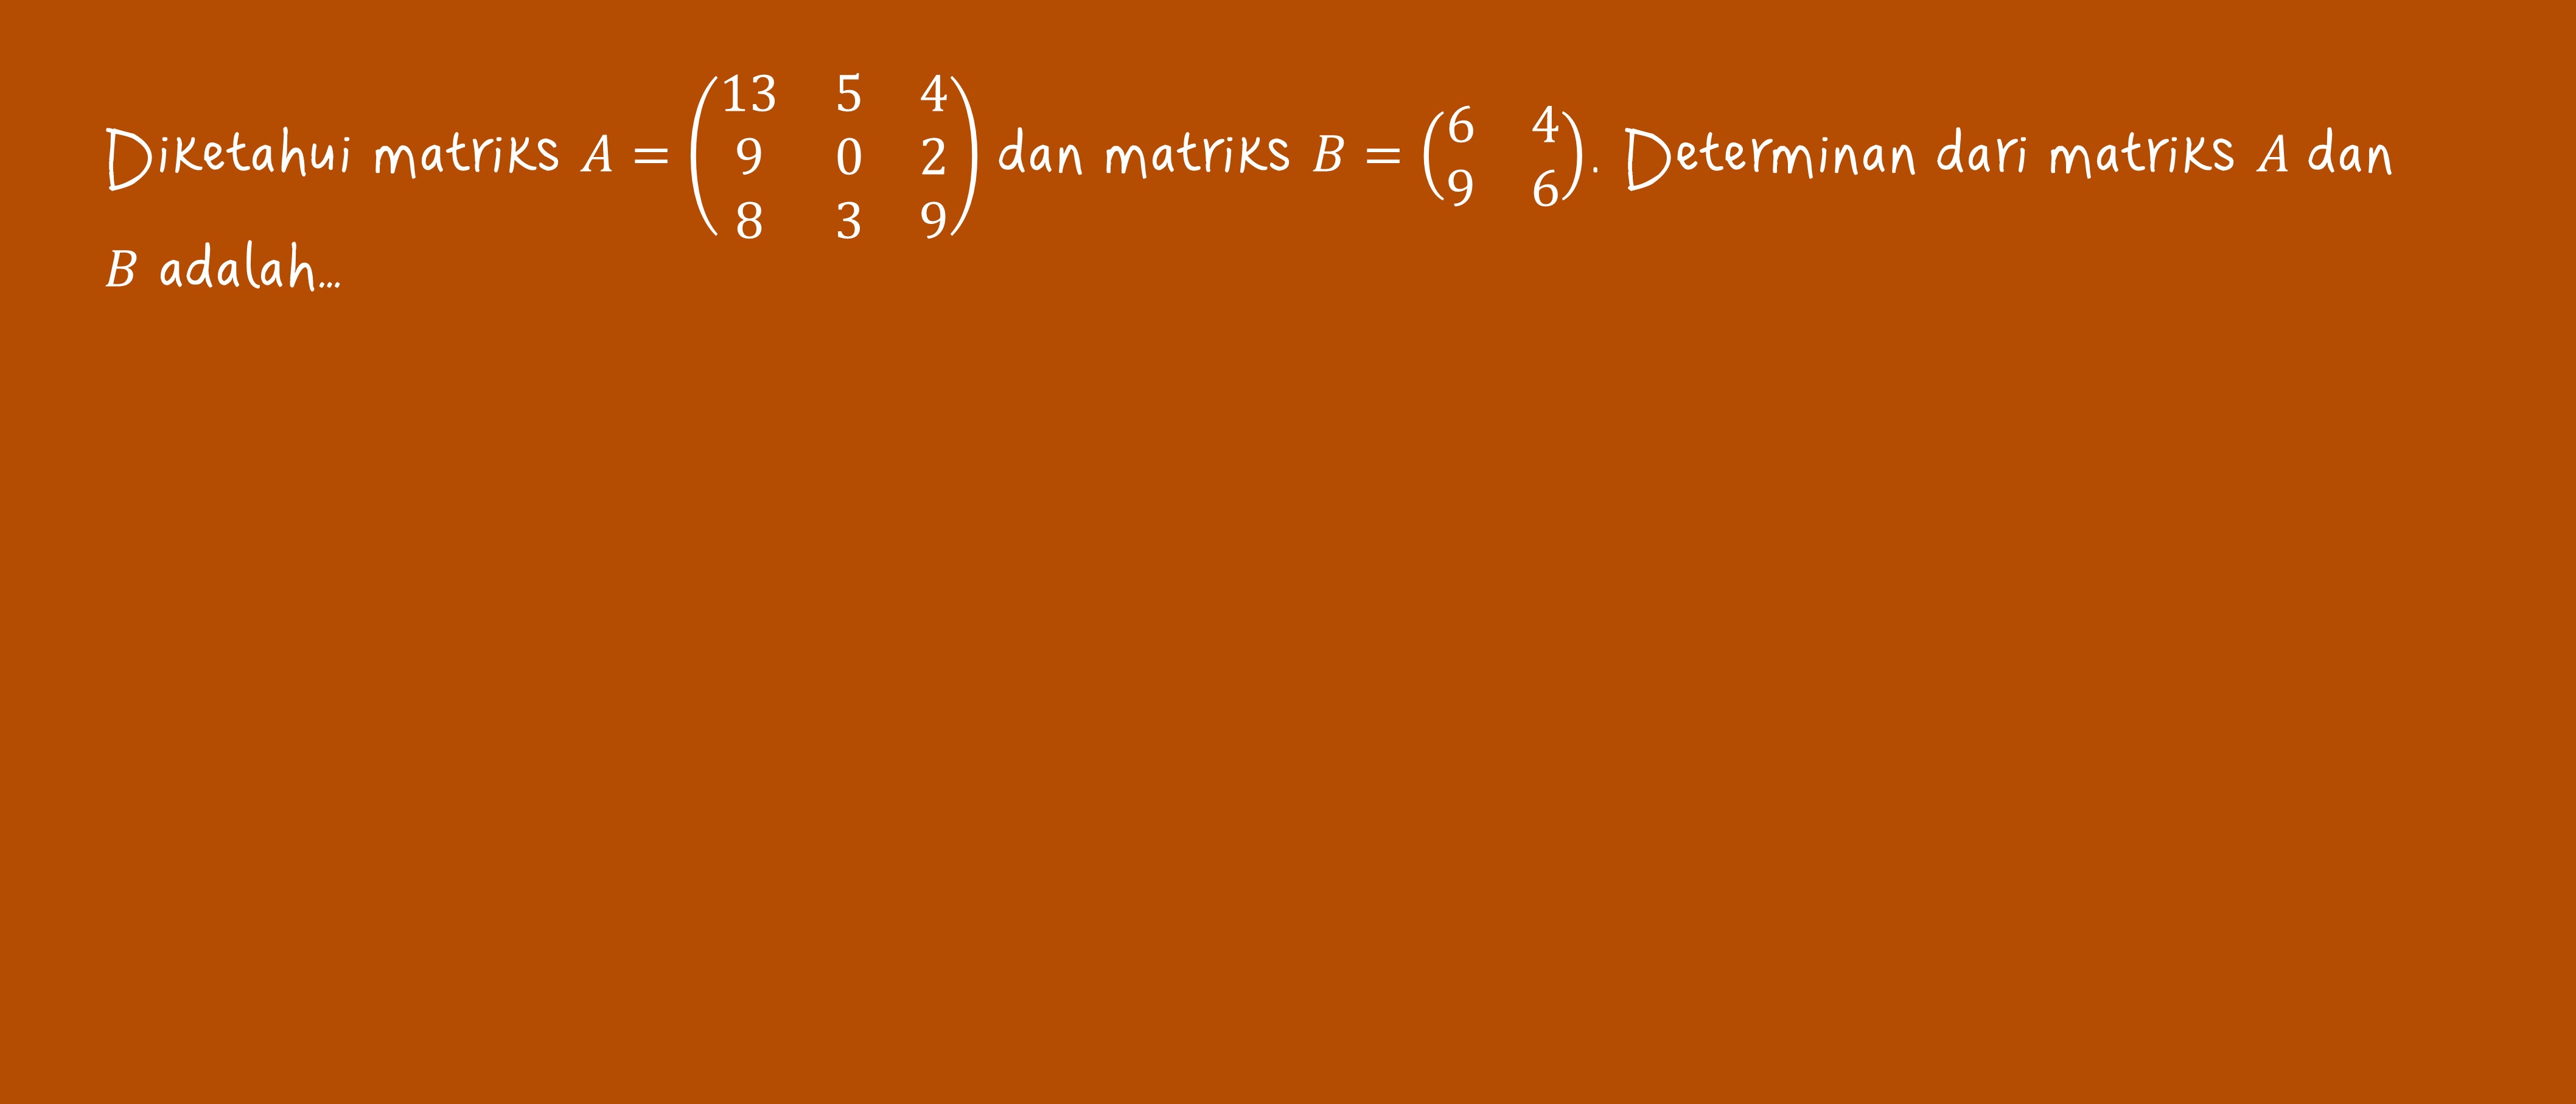 Diketahui matriks $A = \begin{pmatrix} 13 & 5 & 4 \\ 9 & 0 & 2 \\ 8 & 3 & 9 \end{pmatrix}$ dan matriks $B = \begin{pmatrix} 6 & 4 \\ 9 & 6 \end{pmatrix}$. Determinan dari matriks $A$ dan
$B$ adalah...